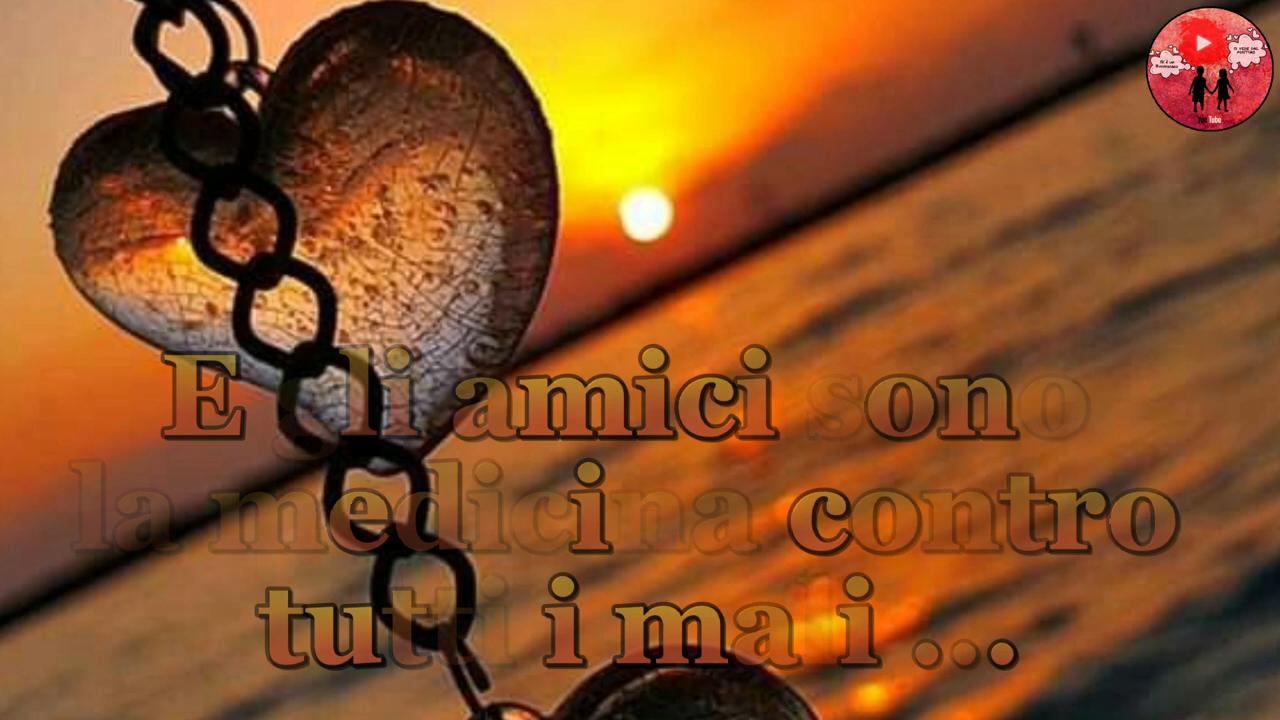 E gli amici sono
la medicina contro
tutti i mali ...